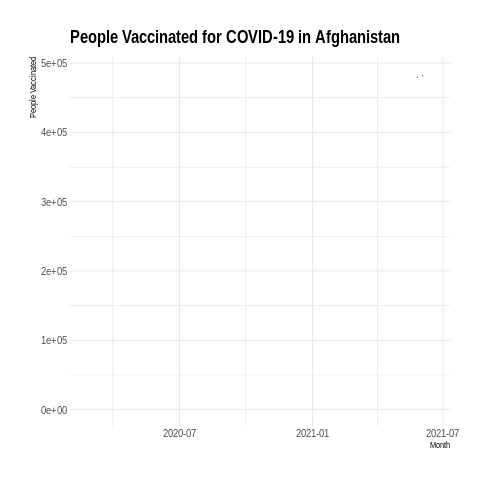 People Vaccinated for COVID-19 in Afghanistan
People Vaccinated
5e+05
4e+05
3e+05
2e+05
1e+05
0e+00
2020-07
2021-01
2021-07
Month